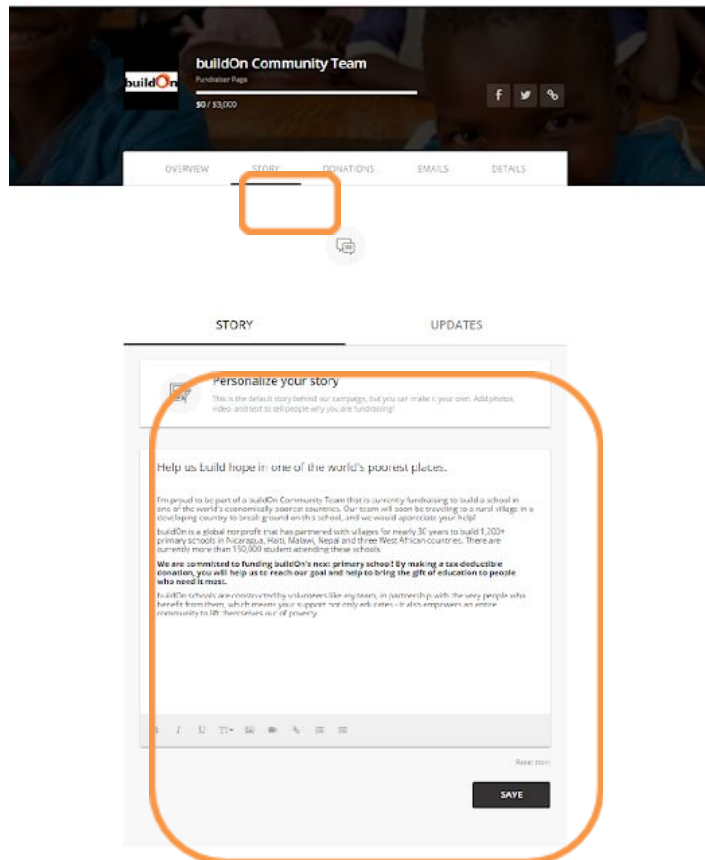 buildOn Community Team
buildOn
Fundraiser Page
$0 / $3,000
OVERVIEW STORY DONATIONS EMAILS DETAILS
STORY UPDATES
Personalize your story
This is the default story behind our campaign, but you can make it your own. Add photos,
video, and text to tell people why you are fundraising!
Help us build hope in one of the world's poorest places.
I'm proud to be part of a buildOn Community Team that is currently fundraising to build a school in
one of the world's economically poorest countries. Our team will soon be traveling to a rural village in a
developing country to break ground on this school, and we would appreciate your help!
buildOn is a global nonprofit that has partnered with villages for nearly 30 years to build 1,200+
primary schools in Nicaragua, Haiti, Malawi, Nepal and three West African countries. There are
currently more than 150,000 student attending these schools.
We are committed to funding buildOn's next primary school! By making a tax-deductible
donation, you will help us to reach our goal and help to bring the gift of education to people
who need it most.
buildOn schools are constructed by volunteers like my team, in partnership with the very people who
benefit from them, which means your support not only educates - it also empowers an entire
community to lift themselves out of poverty.
B I U TI
Reset story
SAVE